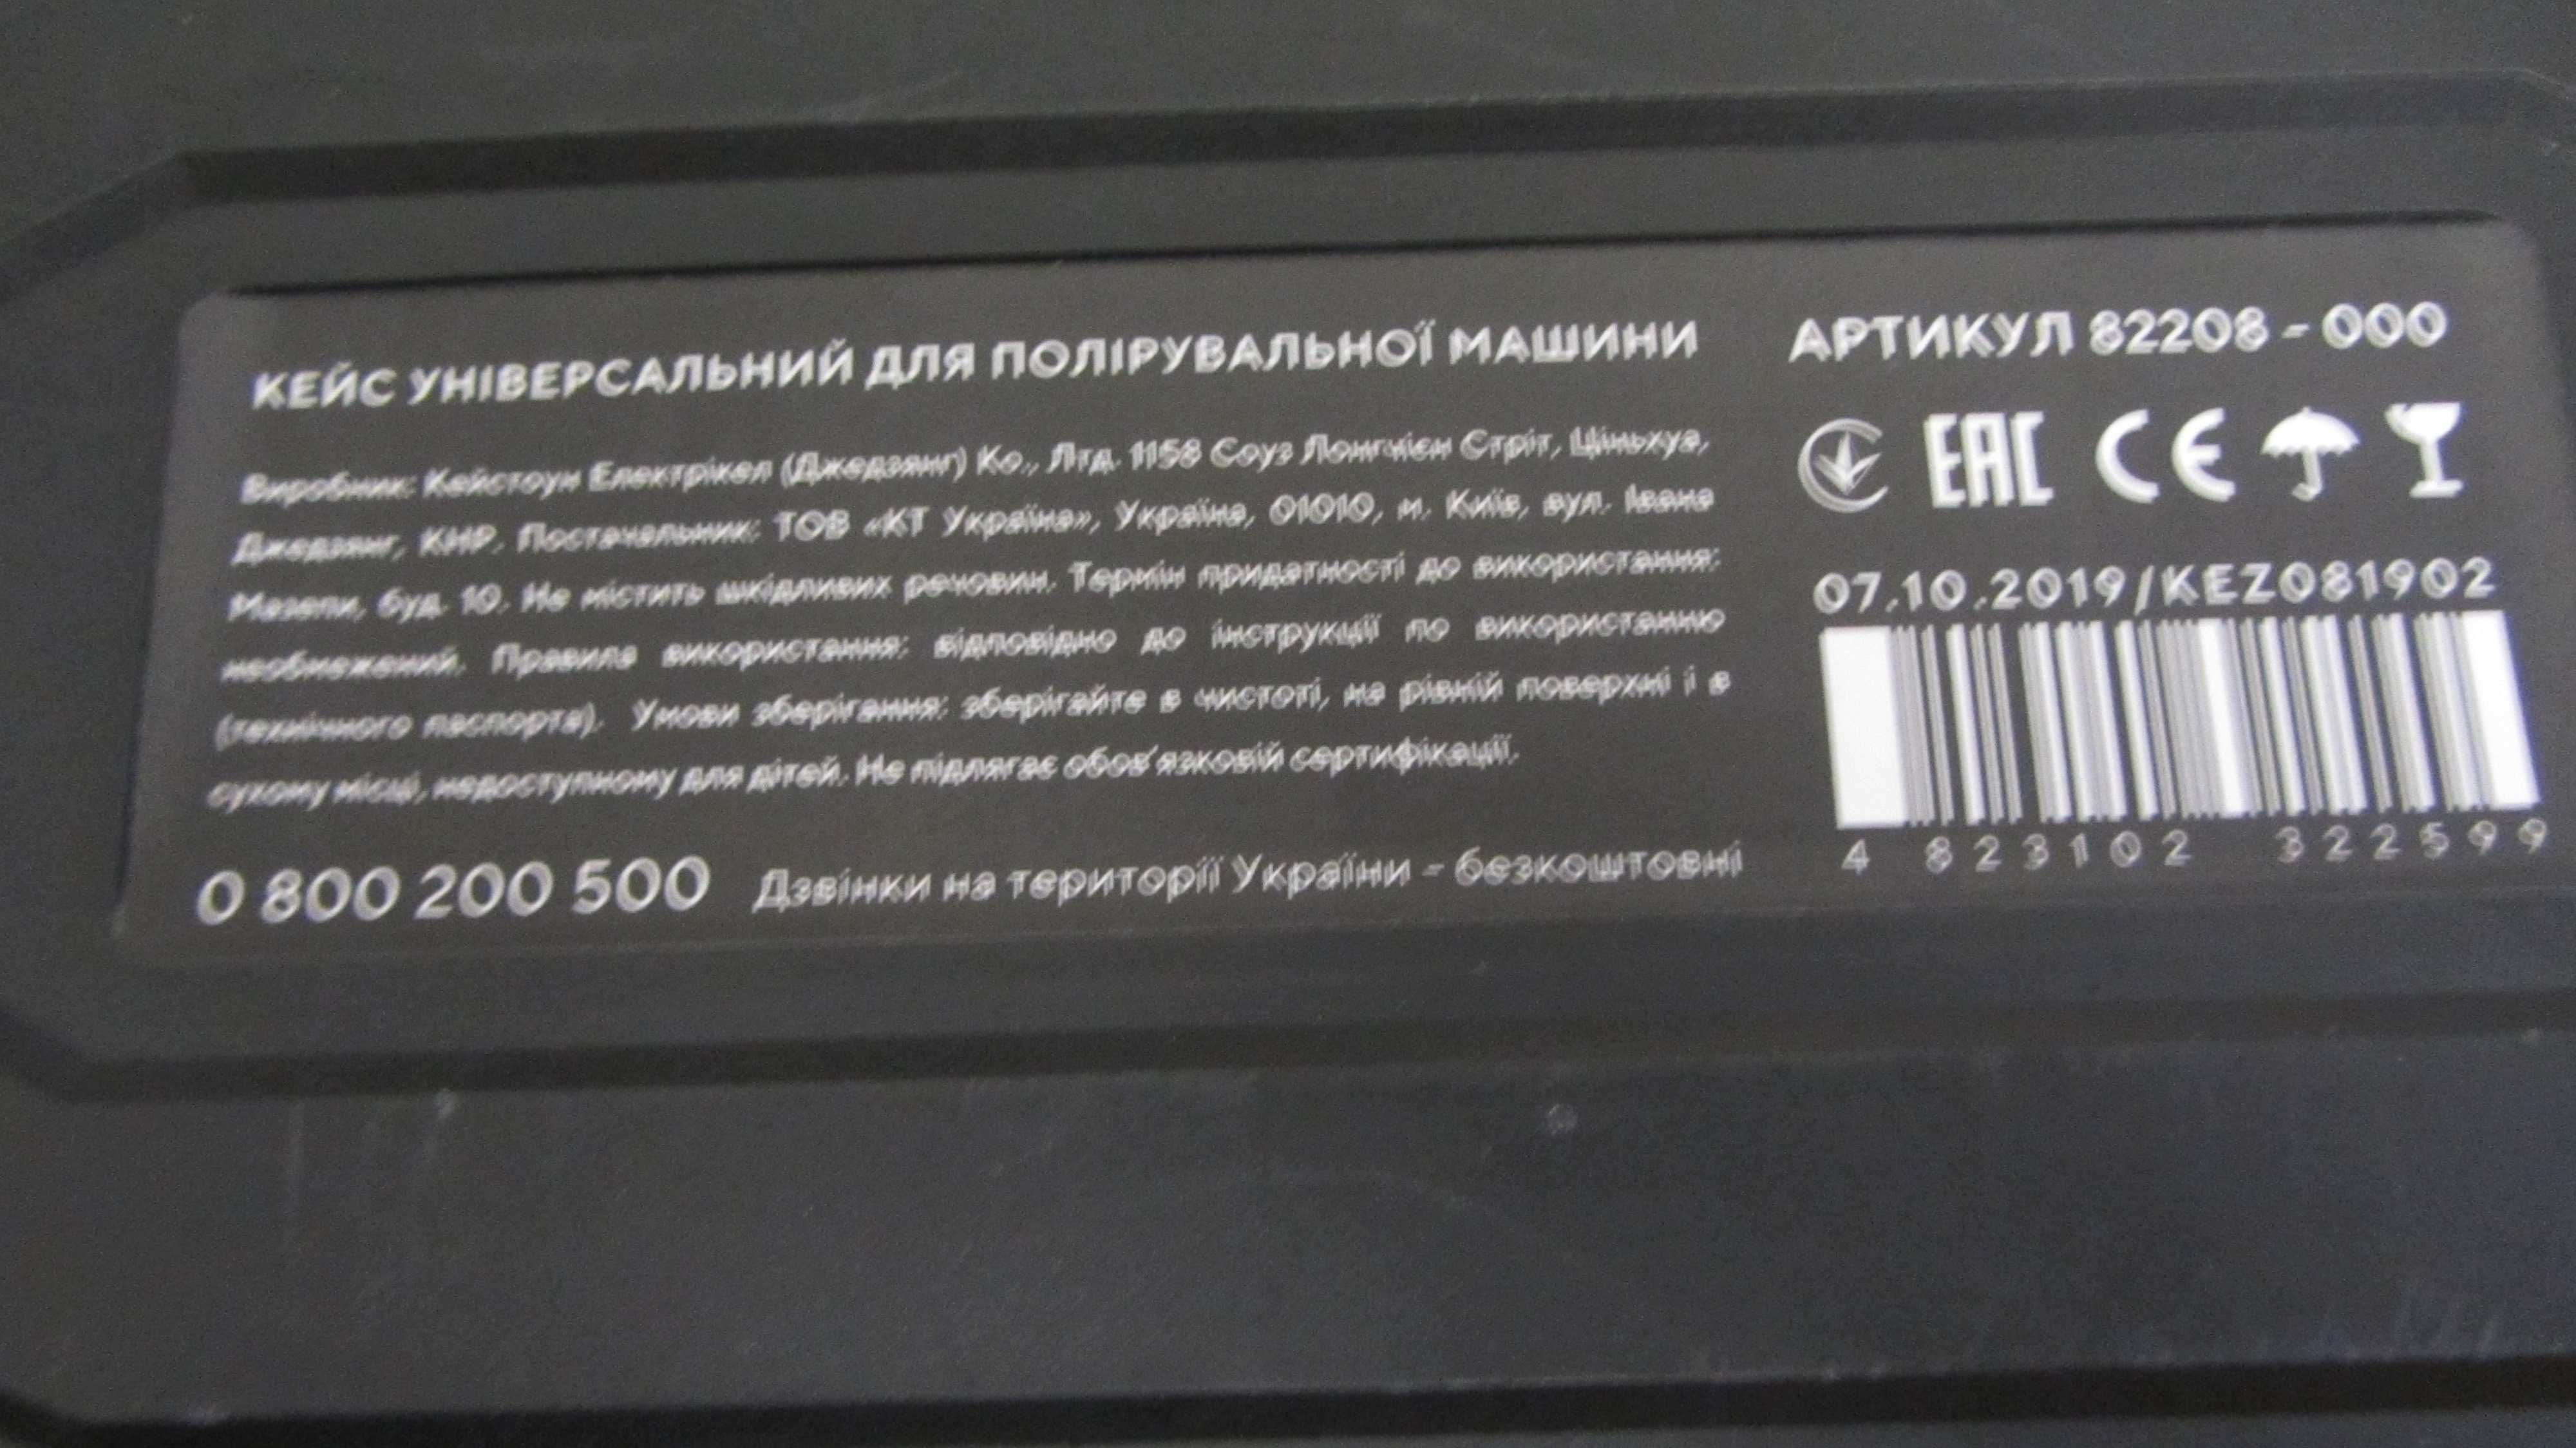 КЕЙС УНІВЕРСАЛЬНИЙ ДЛЯ ПОЛІРУВАЛЬНОЇ МАШИНИ
Виробник: Кейстоун Електрікел (Джедзянг) Ко., Лтд. 1158 Соуз Лонгчієн Стріт, Ціньхуа,
Джедзянг, КНР. Постачальник: ТОВ «КТ Україна», Україна, 01010, м. Київ, вул. Івана
Мазепи, буд. 10. Не містить шкідливих речовин. Термін придатності до використання:
необмежений. Правила використання: відповідно до інструкції по використанню
(технічного паспорта). Умови зберігання: зберігайте в чистоті, на рівній поверхні і в
сухому місці, недоступному для дітей. Не підлягає обов'язковій сертифікації.
0 800 200 500 Дзвінки на території України - безкоштовні
АРТИКУЛ 82208 - 000
EAC CE
07.10.2019/KEZ081902
4 823102 322599